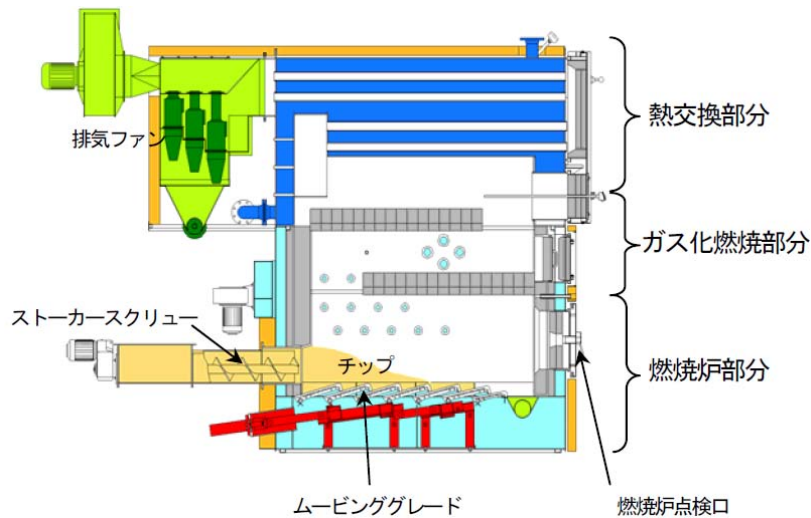 排気ファン
熱交換部分
ガス化燃焼部分
ストーカースクリュー
チップ
燃焼炉部分
ムービンググレード
燃焼炉点検口